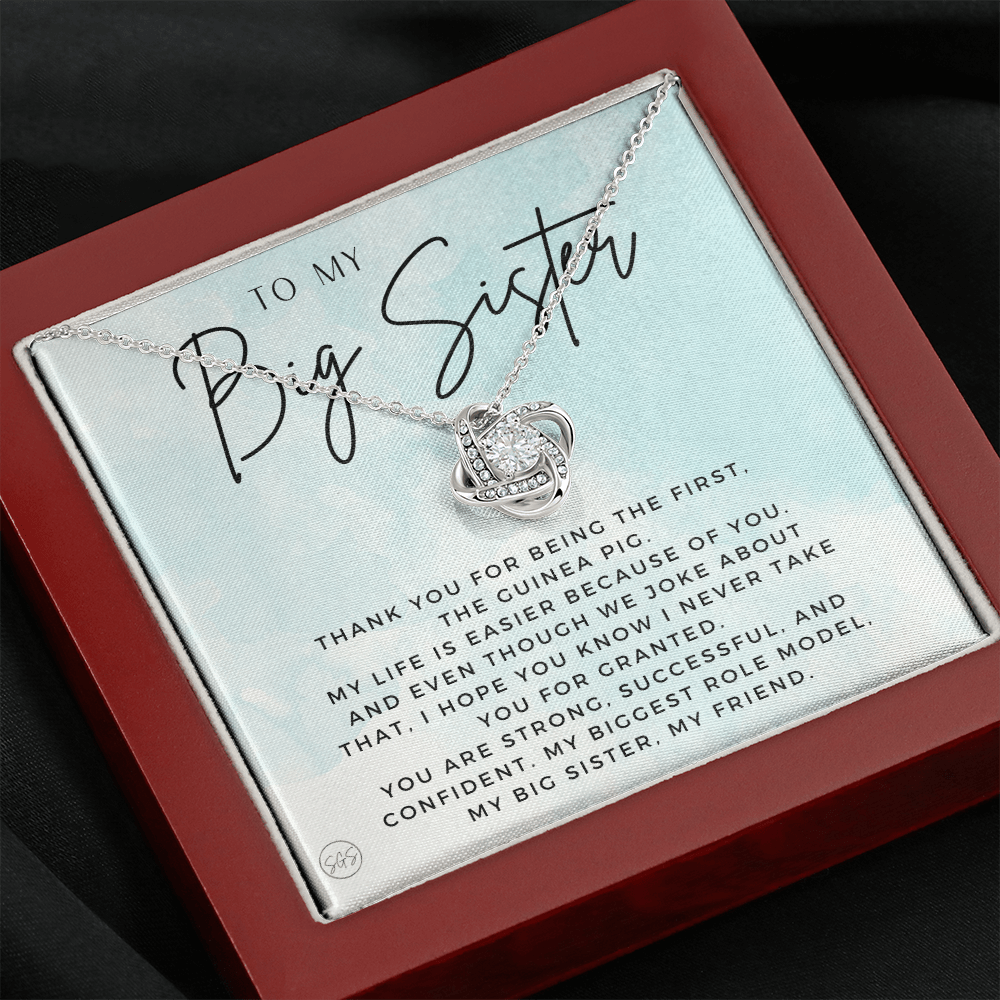 TO MY
Big Sister
THANK YOU FOR BEING THE FIRST,
THE GUINEA PIG.
MY LIFE IS EASIER BECAUSE OF YOU.
AND EVEN THOUGH WE JOKE ABOUT
THAT, I HOPE YOU KNOW I NEVER TAKE
YOU FOR GRANTED.
YOU ARE STRONG, SUCCESSFUL, AND
CONFIDENT. MY BIGGEST ROLE MODEL,
MY BIG SISTER, MY FRIEND.
SGS